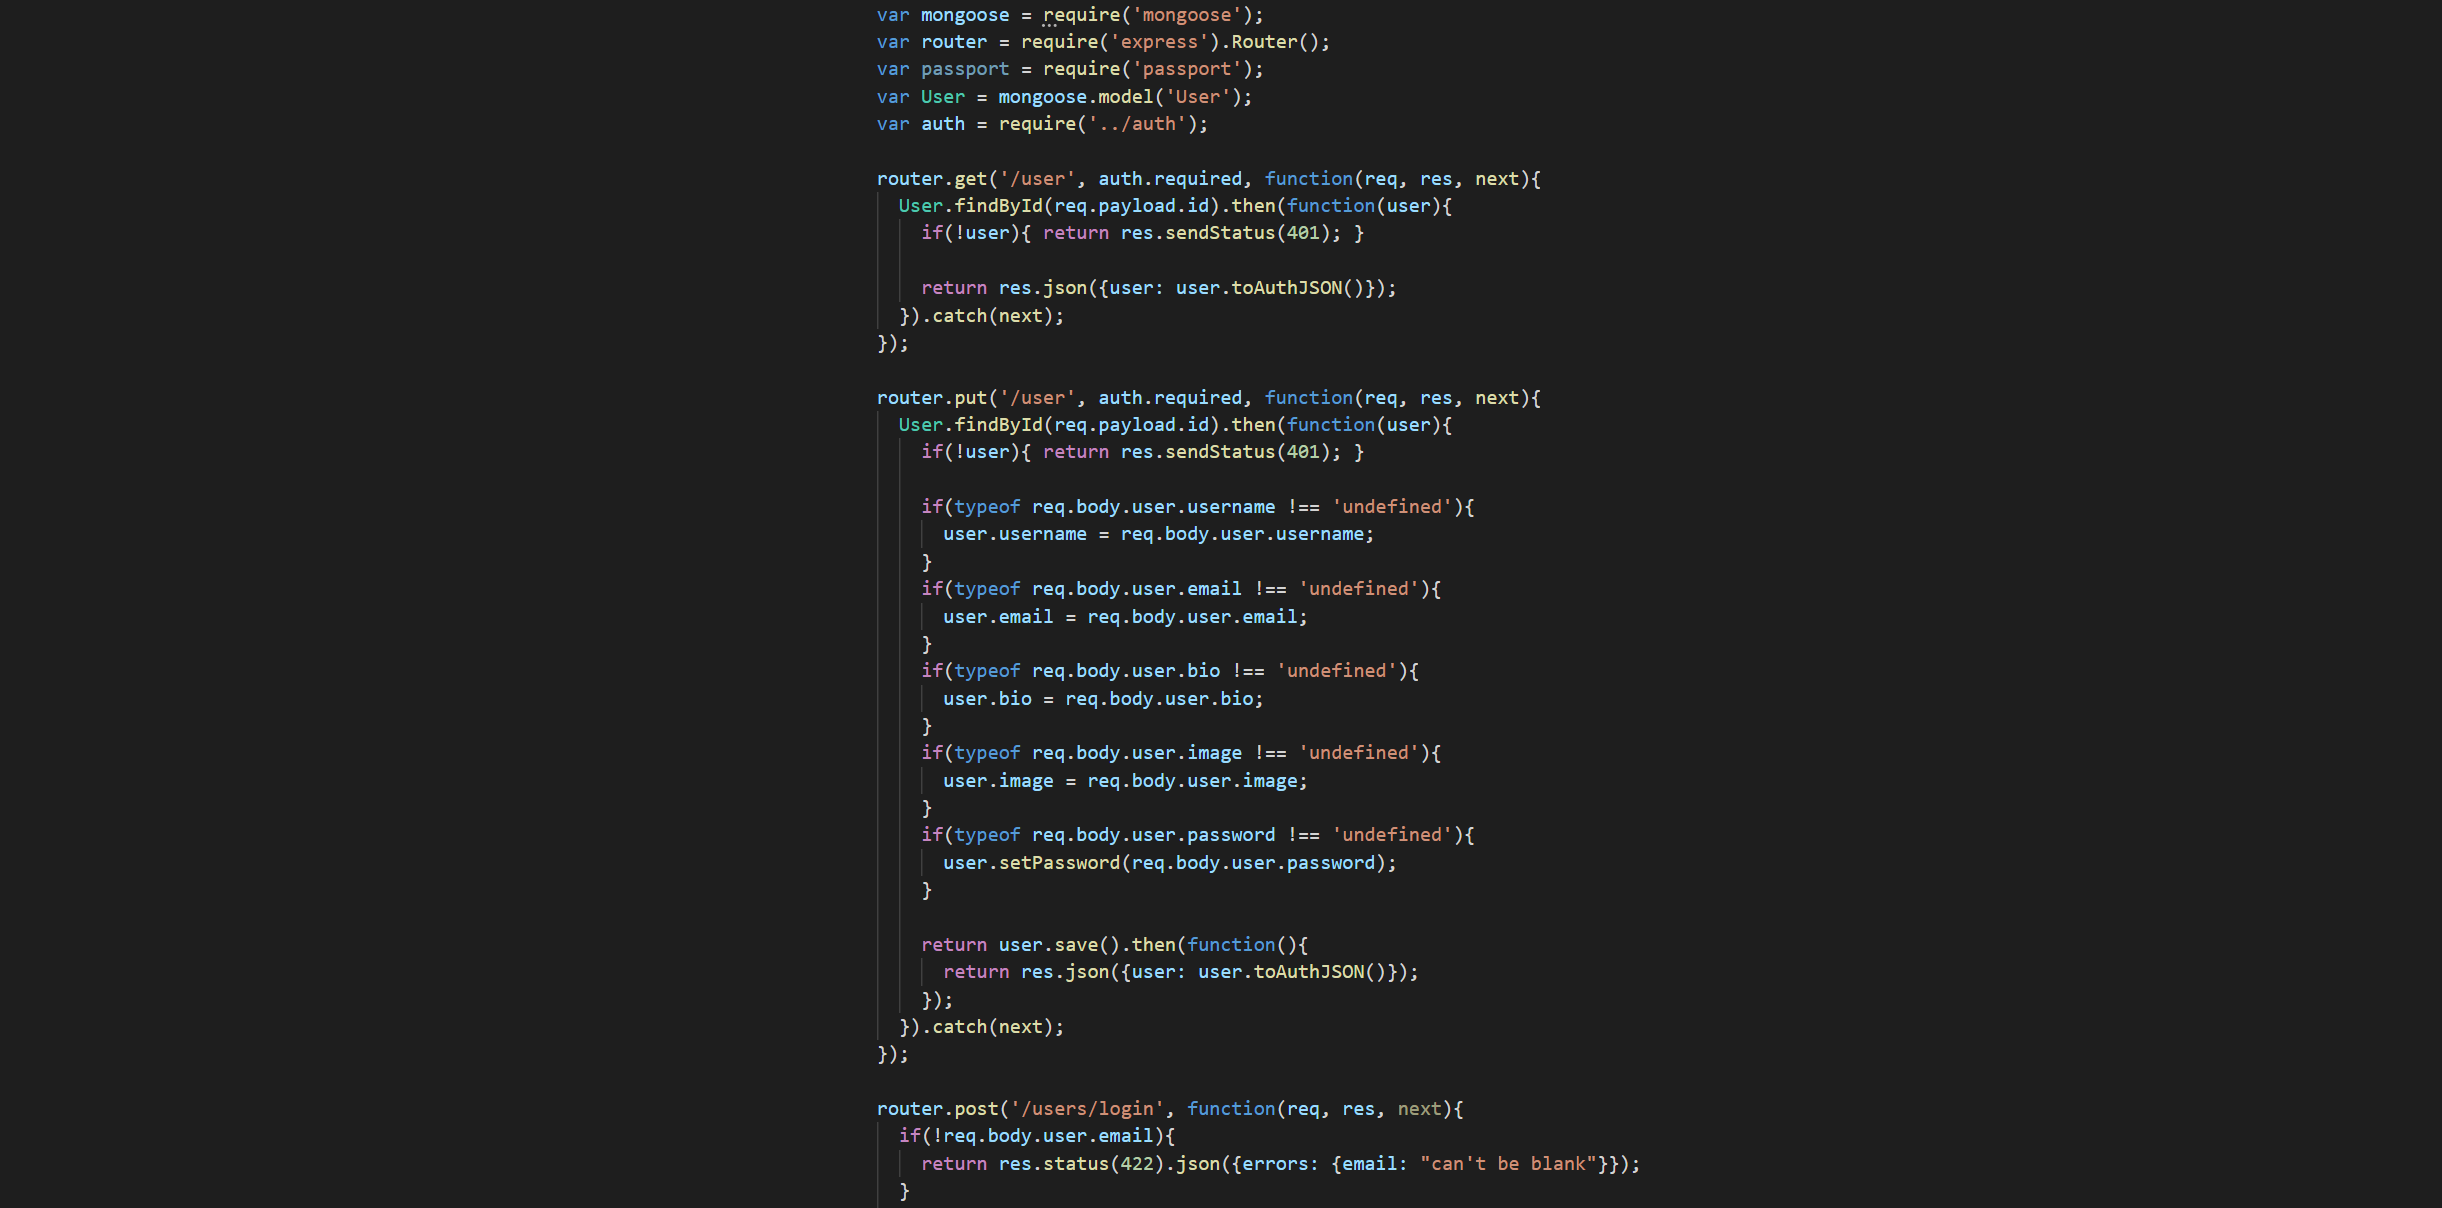 var mongoose = require('mongoose');
var router = require('express').Router();
var passport = require('passport');
var User = mongoose.model('User');
var auth = require('../auth');

router.get('/user', auth.required, function(req, res, next){
  User.findById(req.payload.id).then(function(user){
    if(!user){ return res.sendStatus(401); }

    return res.json({user: user.toAuthJSON()});
  }).catch(next);
});

router.put('/user', auth.required, function(req, res, next){
  User.findById(req.payload.id).then(function(user){
    if(!user){ return res.sendStatus(401); }

    if(typeof req.body.user.username !== 'undefined'){
      user.username = req.body.user.username;
    }
    if(typeof req.body.user.email !== 'undefined'){
      user.email = req.body.user.email;
    }
    if(typeof req.body.user.bio !== 'undefined'){
      user.bio = req.body.user.bio;
    }
    if(typeof req.body.user.image !== 'undefined'){
      user.image = req.body.user.image;
    }
    if(typeof req.body.user.password !== 'undefined'){
      user.setPassword(req.body.user.password);
    }

    return user.save().then(function(){
      return res.json({user: user.toAuthJSON()});
    });
  }).catch(next);
});

router.post('/users/login', function(req, res, next){
  if(!req.body.user.email){
    return res.status(422).json({errors: {email: "can't be blank"}});
  }